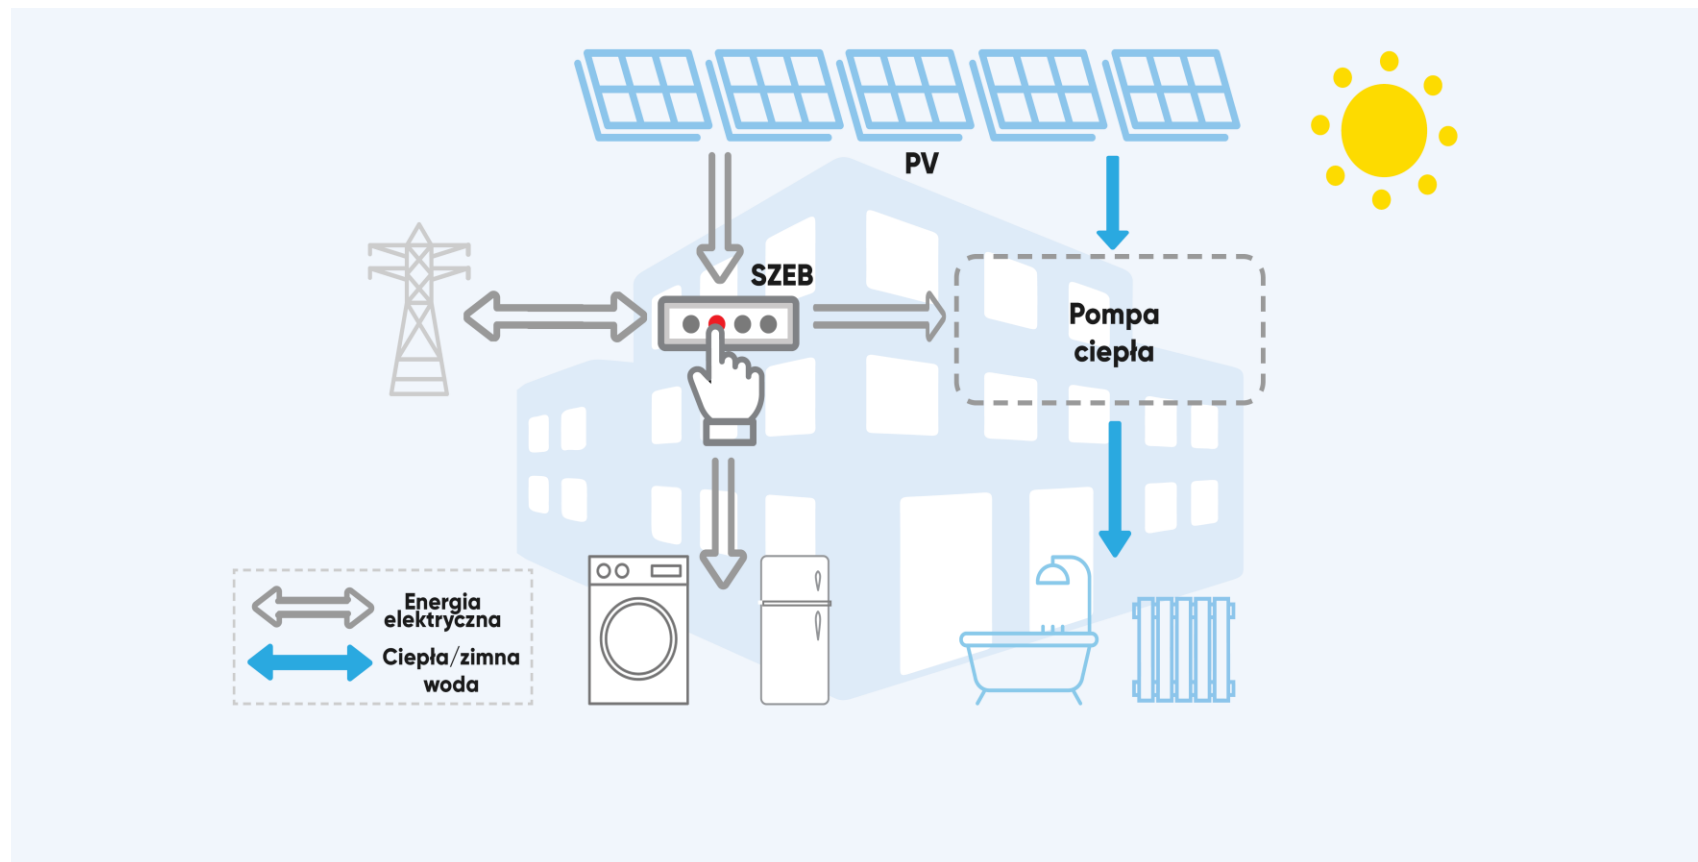 PV
SZEB
Pompa
ciepła
Energia
elektryczna
Ciepła/zimna
woda